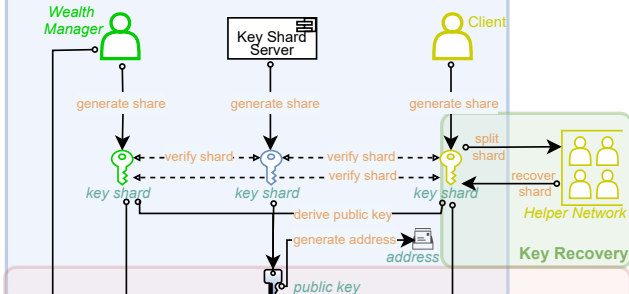 Wealth
Manager
Key Shard
Server
Client
generate share
generate share
generate share
split
shard
verify shard
verify shard
verify shard
recover
shard
key shard
key shard
key shard
Helper Network
derive public key
generate address
address
Key Recovery
public key